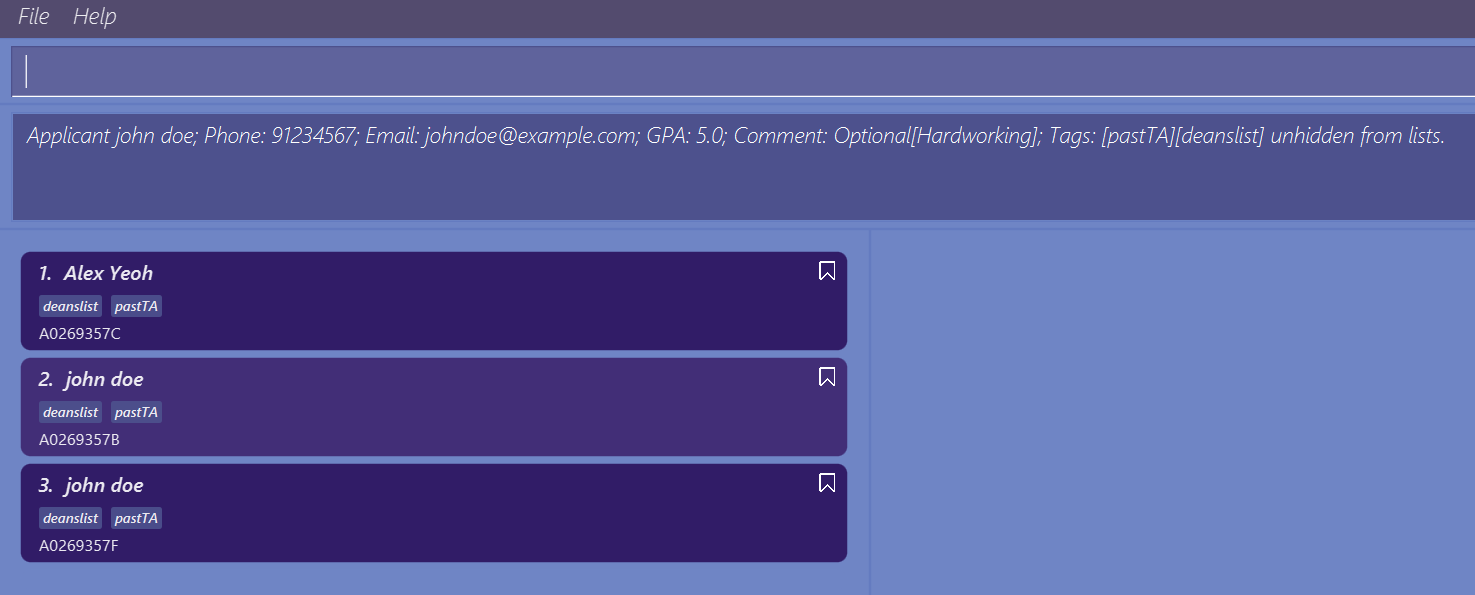 File Help
Applicant john doe; Phone: 91234567; Email: johndoe@example.com; GPA: 5.0; Comment: Optional[Hardworking]; Tags: [pastTA][deanslist] unhidden from lists.
1. Alex Yeoh
deanslist pastTA
A0269357C
2. john doe
deanslist pastTA
A0269357B
3. john doe
deanslist pastTA
A0269357F